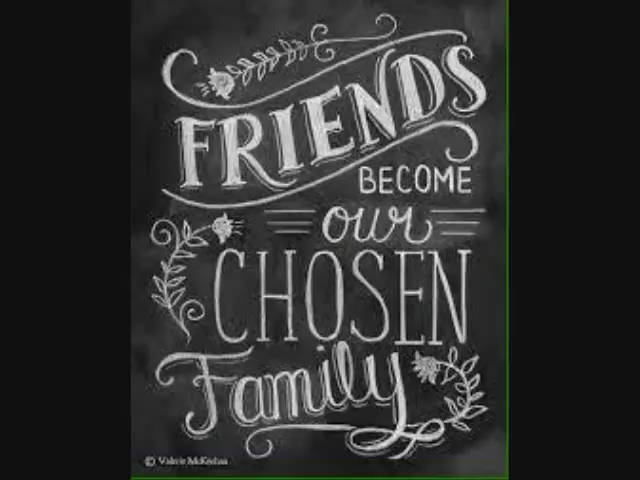 FRIENDS
BECOME
our
CHOSEN
Family
© Valerie McKeehan